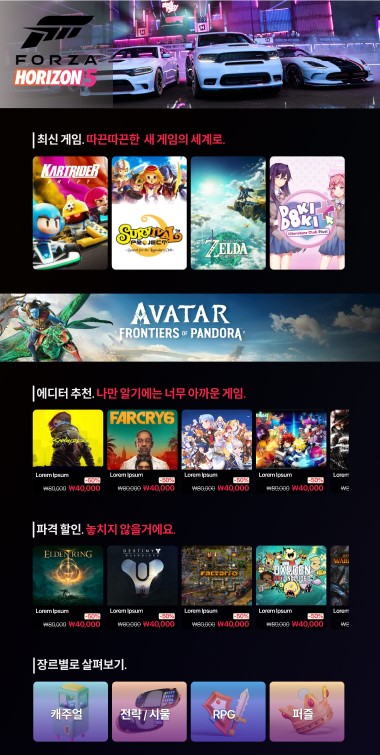 FORZA
HORIZON 5
최신 게임. 따끈따끈한 새 게임의 세계로.
KARTRIDER
SURVIVAL
PROJECT
ZELDA
DOKI
DOKI
Literature Club Plus!
AVATAR
FRONTIERS OF PANDORA
에디터 추천. 나만 알기에는 너무 아까운 게임.
FARCRY6
Lorem Ipsum
Lorem Ipsum
Lorem Ipsum
Lorem Ipsum
-50%
-50%
-50%
-50%
₩80,000 ₩40,000
₩80,000 ₩40,000
₩80,000 ₩40,000
₩80,000 ₩40,000
파격 할인. 놓치지 않을거에요.
ELDEN RING
DESTINY
FACTORIO
Lorem Ipsum
Lorem Ipsum
Lorem Ipsum
Lorem Ipsum
-50%
-50%
-50%
-50%
₩80,000 ₩40,000
₩80,000 ₩40,000
₩80,000 ₩40,000
₩80,000 ₩40,000
장르별로 살펴보기.
캐주얼
전략 / 시뮬
RPG
퍼즐